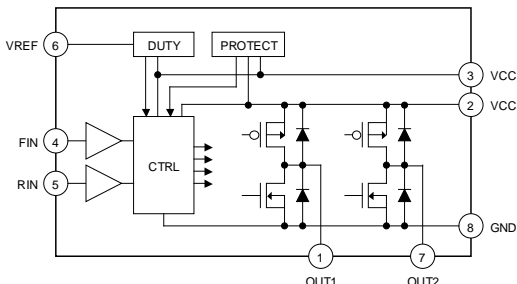 VREF 6 DUTY PROTECT
3 VCC
2 VCC
FIN 4
CTRL
RIN 5
8 GND
1 7
OUT1 OUT2